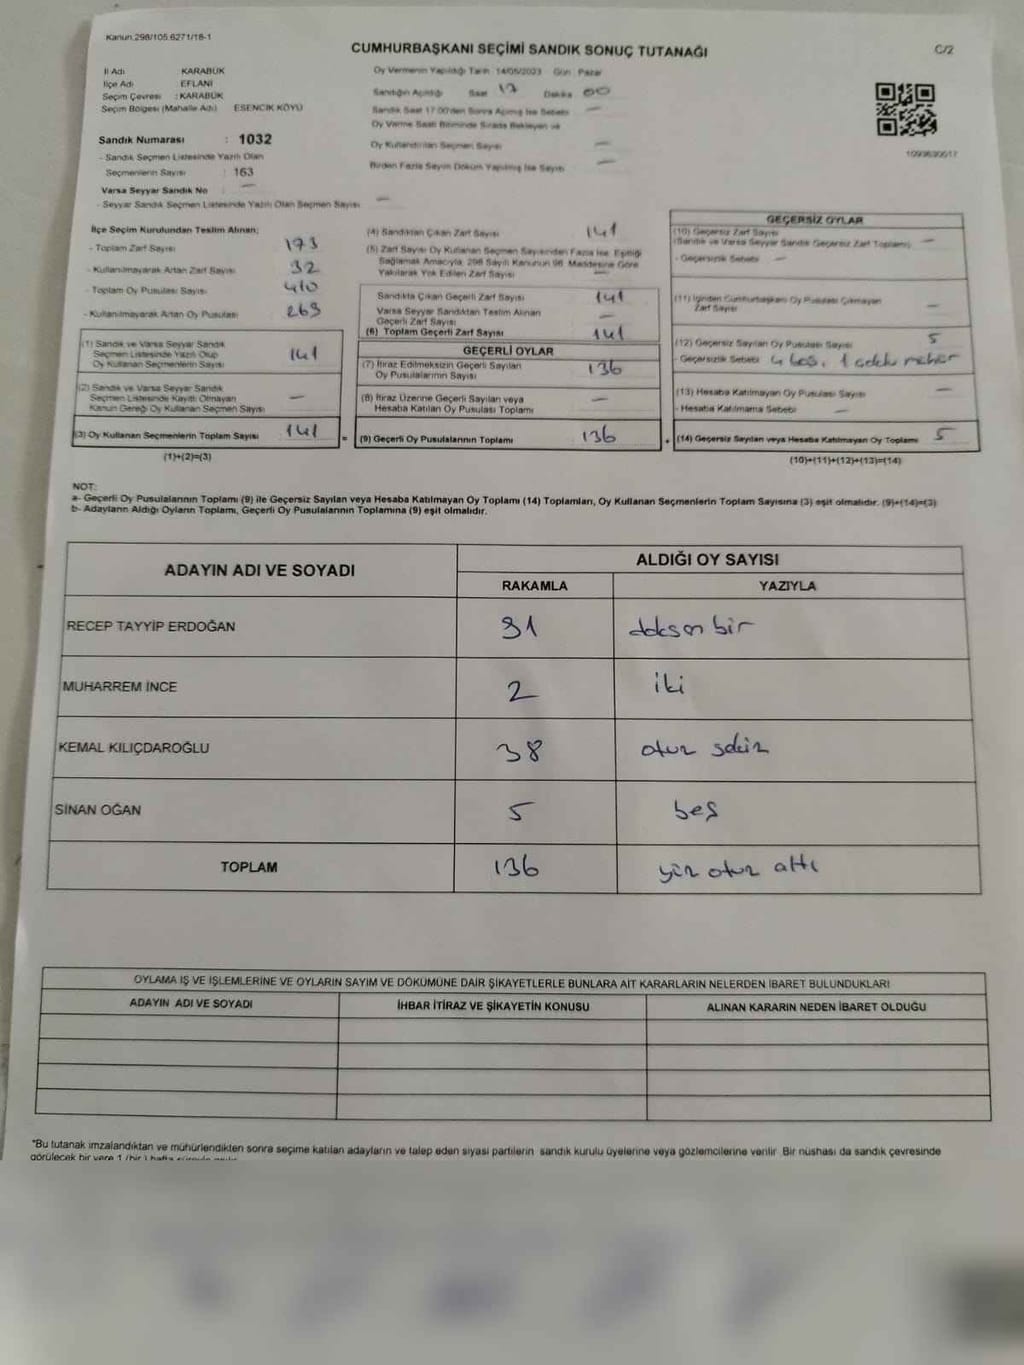 Kanun.298/105.6271/18-1
CUMHURBAŞKANI SEÇİMİ SANDIK SONUÇ TUTANAĞI
C/2
İl Adı KARABÜK
İlçe Adı EFLANİ
Seçim Çevresi : KARABÜK
Seçim Bölgesi (Mahalle Adı) ESENCİK KÖYÜ
Sandık Numarası : 1032
- Sandık Seçmen Listesinde Yazılı Olan
Seçmenlerin Sayısı : 163
Varsa Seyyar Sandık No : —
- Seyyar Sandık Seçmen Listesinde Yazılı Olan Seçmen Sayısı —
Oy Vermenin Yapıldığı Tarih 14/05/2023 Gün : Pazar
Sandığın Açıldığı Saat 17 Dakika 00
Sandık Saat 17:00'den Sonra Açılmış İse Sebebi —
Oy Verme Saati Bitiminde Sırada Bekleyen ve
Oy Kullandırılan Seçmen Sayısı —
Birden Fazla Sayım Döküm Yapılmış İse Sayısı —
1093630017
İlçe Seçim Kurulundan Teslim Alınan;
- Toplam Zarf Sayısı 173
- Kullanılmayarak Artan Zarf Sayısı 32
- Toplam Oy Pusulası Sayısı 410
- Kullanılmayarak Artan Oy Pusulası 269
(1) Sandık ve Varsa Seyyar Sandık
Seçmen Listesinde Yazılı Olup
Oy Kullanan Seçmenlerin Sayısı 141
(2) Sandık ve Varsa Seyyar Sandık
Seçmen Listesinde Kayıtlı Olmayan
Kanun Gereği Oy Kullanan Seçmen Sayısı —
(3) Oy Kullanan Seçmenlerin Toplam Sayısı 141
(1)+(2)=(3)
(4) Sandıktan Çıkan Zarf Sayısı 141
(5) Zarf Sayısı Oy Kullanan Seçmen Sayısından Fazla İse, Eşitliği
Sağlamak Amacıyla, 298 Sayılı Kanunun 98. Maddesine Göre
Yakılarak Yok Edilen Zarf Sayısı —
Sandıkta Çıkan Geçerli Zarf Sayısı 141
Varsa Seyyar Sandıktan Teslim Alınan
Geçerli Zarf Sayısı —
(6) Toplam Geçerli Zarf Sayısı 141
GEÇERLİ OYLAR
(7) İtiraz Edilmeksizin Geçerli Sayılan
Oy Pusulalarının Sayısı 136
(8) İtiraz Üzerine Geçerli Sayılan veya
Hesaba Katılan Oy Pusulası Toplamı —
= (9) Geçerli Oy Pusulalarının Toplamı 136
GEÇERSİZ OYLAR
(10) Geçersiz Zarf Sayısı
(Sandık ve Varsa Seyyar Sandık Geçersiz Zarf Toplamı) —
- Geçersizlik Sebebi —
(11) İçinden Cumhurbaşkanı Oy Pusulası Çıkmayan
Zarf Sayısı —
(12) Geçersiz Sayılan Oy Pusulası Sayısı 5
- Geçersizlik Sebebi 4 boş, 1 adet
(13) Hesaba Katılmayan Oy Pusulası Sayısı —
- Hesaba Katılmama Sebebi —
+ (14) Geçersiz Sayılan veya Hesaba Katılmayan Oy Toplamı 5
(10)+(11)+(12)+(13)=(14)
NOT:
a- Geçerli Oy Pusulalarının Toplamı (9) ile Geçersiz Sayılan veya Hesaba Katılmayan Oy Toplamı (14) Toplamları, Oy Kullanan Seçmenlerin Toplam Sayısına (3) eşit olmalıdır. (9)+(14)=(3)
b- Adayların Aldığı Oyların Toplamı, Geçerli Oy Pusulalarının Toplamına (9) eşit olmalıdır.
ADAYIN ADI VE SOYADI
ALDIĞI OY SAYISI
RAKAMLA YAZIYLA
RECEP TAYYİP ERDOĞAN 91 doksan bir
MUHARREM İNCE 2 iki
KEMAL KILIÇDAROĞLU 38 otuz sekiz
SİNAN OĞAN 5 beş
TOPLAM 136 yüz otuz altı
OYLAMA İŞ VE İŞLEMLERİNE VE OYLARIN SAYIM VE DÖKÜMÜNE DAİR ŞİKAYETLERLE BUNLARA AİT KARARLARIN NELERDEN İBARET BULUNDUKLARI
ADAYIN ADI VE SOYADI İHBAR İTİRAZ VE ŞİKAYETİN KONUSU ALINAN KARARIN NEDEN İBARET OLDUĞU
*Bu tutanak imzalandıktan ve mühürlendikten sonra seçime katılan adayların ve talep eden siyasi partilerin sandık kurulu üyelerine veya gözlemcilerine verilir. Bir nüshası da sandık çevresinde
görülecek bir yere 1 (bir) hafta